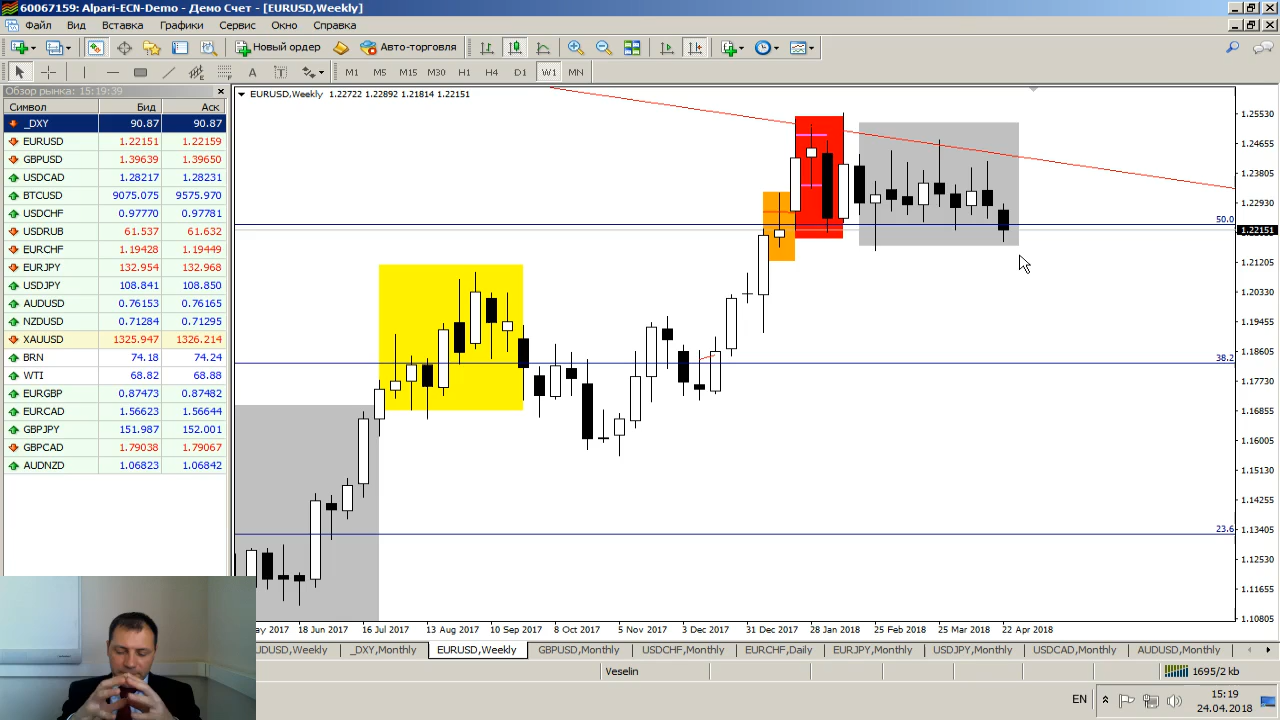 60067159: Alpari-ECN-Demo - Демо Счет - [EURUSD,Weekly]
Файл Вид Вставка Графики Сервис Окно Справка
Новый ордер Авто-торговля
A T M1 M5 M15 M30 H1 H4 D1 W1 MN
Обзор рынка: 15:19:39
Символ Бид Аск
_DXY 90.87 90.87
EURUSD 1.22151 1.22159
GBPUSD 1.39639 1.39650
USDCAD 1.28217 1.28231
BTCUSD 9075.075 9575.970
USDCHF 0.97770 0.97781
USDRUB 61.537 61.632
EURCHF 1.19428 1.19449
EURJPY 132.954 132.968
USDJPY 108.841 108.850
AUDUSD 0.76153 0.76165
NZDUSD 0.71284 0.71295
XAUUSD 1325.947 1326.214
BRN 74.18 74.24
WTI 68.82 68.88
EURGBP 0.87473 0.87482
EURCAD 1.56623 1.56644
GBPJPY 151.987 152.001
GBPCAD 1.79038 1.79067
AUDNZD 1.06823 1.06842
EURUSD,Weekly 1.22722 1.22892 1.21814 1.22151
1.25530
1.24655
1.23805
1.22930
50.0
1.22151
1.21205
1.20330
1.19455
1.18605
38.2
1.17730
1.16855
1.16005
1.15130
1.14255
1.13405
23.6
1.12530
1.11655
1.10805
ay 2017 18 Jun 2017 16 Jul 2017 13 Aug 2017 10 Sep 2017 8 Oct 2017 5 Nov 2017 3 Dec 2017 31 Dec 2017 28 Jan 2018 25 Feb 2018 25 Mar 2018 22 Apr 2018
UDUSD,Weekly _DXY,Monthly EURUSD,Weekly GBPUSD,Monthly USDCHF,Monthly EURCHF,Daily EURJPY,Monthly USDJPY,Monthly USDCAD,Monthly AUDUSD,Monthly
Veselin 1695/2 kb
EN 15:19
24.04.2018